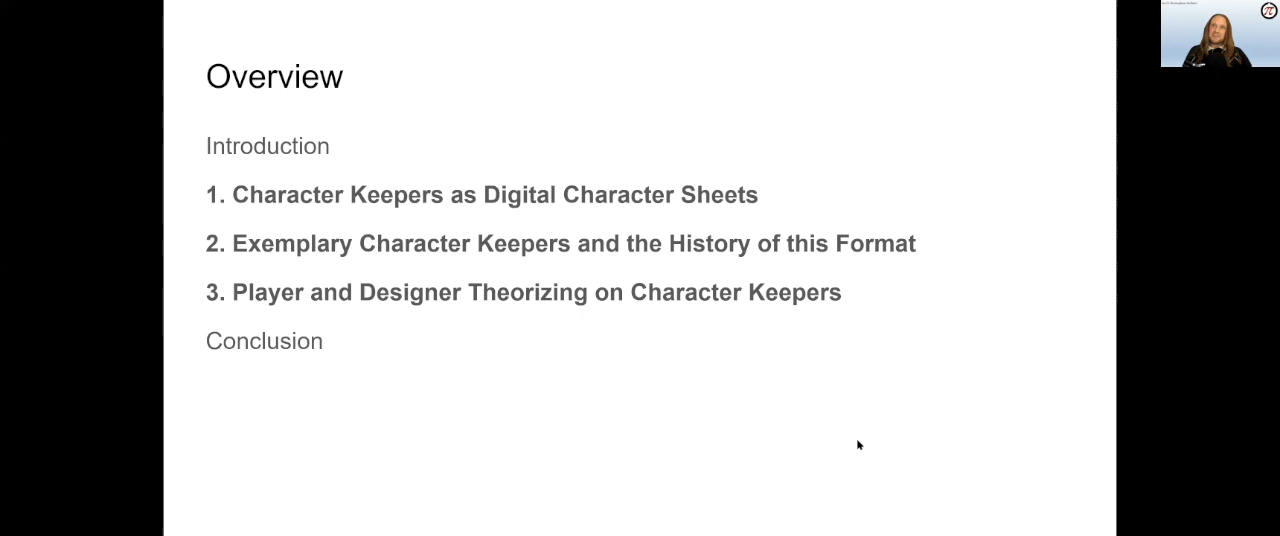 Overview
Introduction
1. Character Keepers as Digital Character Sheets
2. Exemplary Character Keepers and the History of this Format
3. Player and Designer Theorizing on Character Keepers
Conclusion